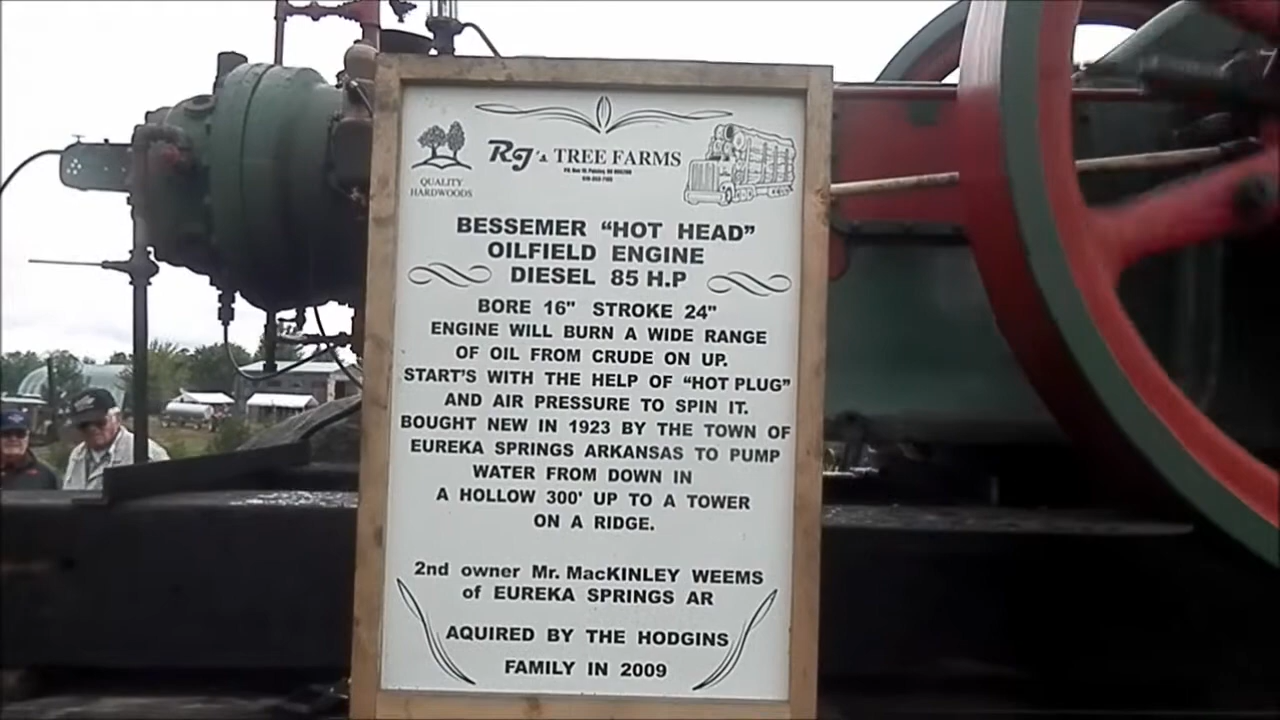 RJ's TREE FARMS
QUALITY
HARDWOODS
BESSEMER “HOT HEAD”
OILFIELD ENGINE
DIESEL 85 H.P
BORE 16" STROKE 24"
ENGINE WILL BURN A WIDE RANGE
OF OIL FROM CRUDE ON UP.
START'S WITH THE HELP OF “HOT PLUG”
AND AIR PRESSURE TO SPIN IT.
BOUGHT NEW IN 1923 BY THE TOWN OF
EUREKA SPRINGS ARKANSAS TO PUMP
WATER FROM DOWN IN
A HOLLOW 300' UP TO A TOWER
ON A RIDGE.
2nd owner Mr. MacKINLEY WEEMS
of EUREKA SPRINGS AR
AQUIRED BY THE HODGINS
FAMILY IN 2009